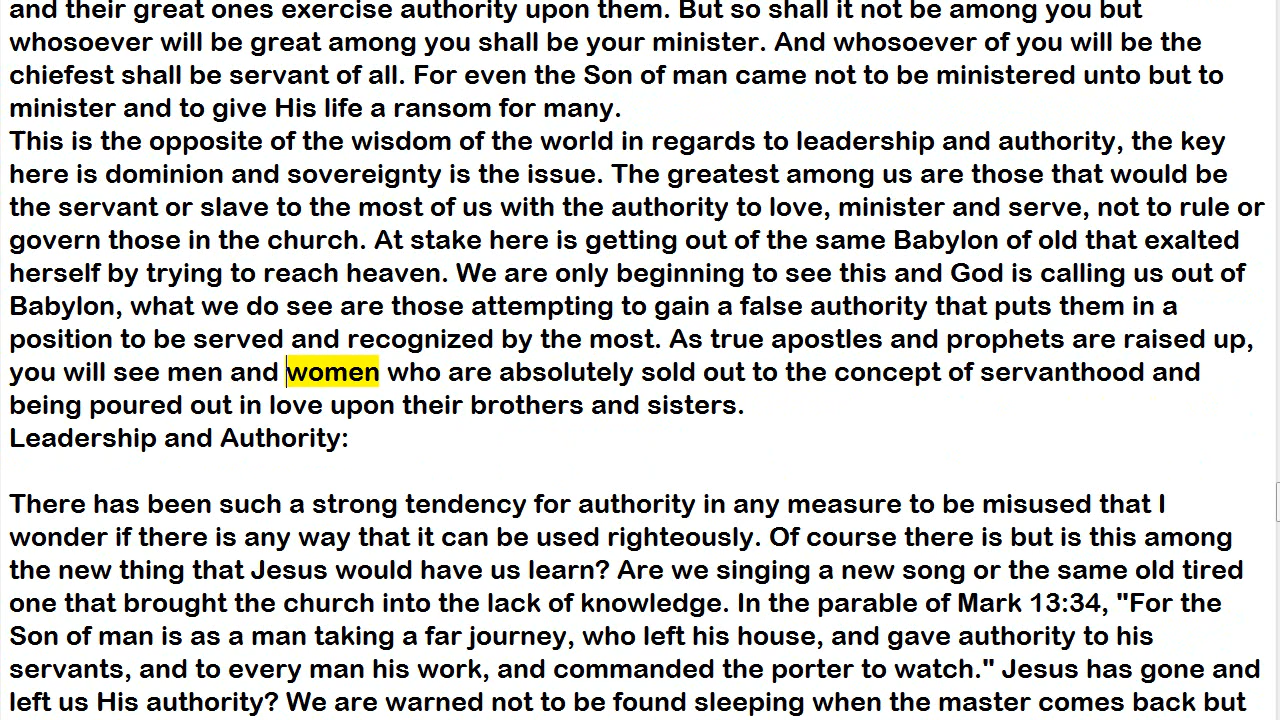 and their great ones exercise authority upon them. But so shall it not be among you but
whosoever will be great among you shall be your minister. And whosoever of you will be the
chiefest shall be servant of all. For even the Son of man came not to be ministered unto but to
minister and to give His life a ransom for many.
This is the opposite of the wisdom of the world in regards to leadership and authority, the key
here is dominion and sovereignty is the issue. The greatest among us are those that would be
the servant or slave to the most of us with the authority to love, minister and serve, not to rule or
govern those in the church. At stake here is getting out of the same Babylon of old that exalted
herself by trying to reach heaven. We are only beginning to see this and God is calling us out of
Babylon, what we do see are those attempting to gain a false authority that puts them in a
position to be served and recognized by the most. As true apostles and prophets are raised up,
you will see men and women who are absolutely sold out to the concept of servanthood and
being poured out in love upon their brothers and sisters.
Leadership and Authority:
There has been such a strong tendency for authority in any measure to be misused that I
wonder if there is any way that it can be used righteously. Of course there is but is this among
the new thing that Jesus would have us learn? Are we singing a new song or the same old tired
one that brought the church into the lack of knowledge. In the parable of Mark 13:34, "For the
Son of man is as a man taking a far journey, who left his house, and gave authority to his
servants, and to every man his work, and commanded the porter to watch." Jesus has gone and
left us His authority? We are warned not to be found sleeping when the master comes back but